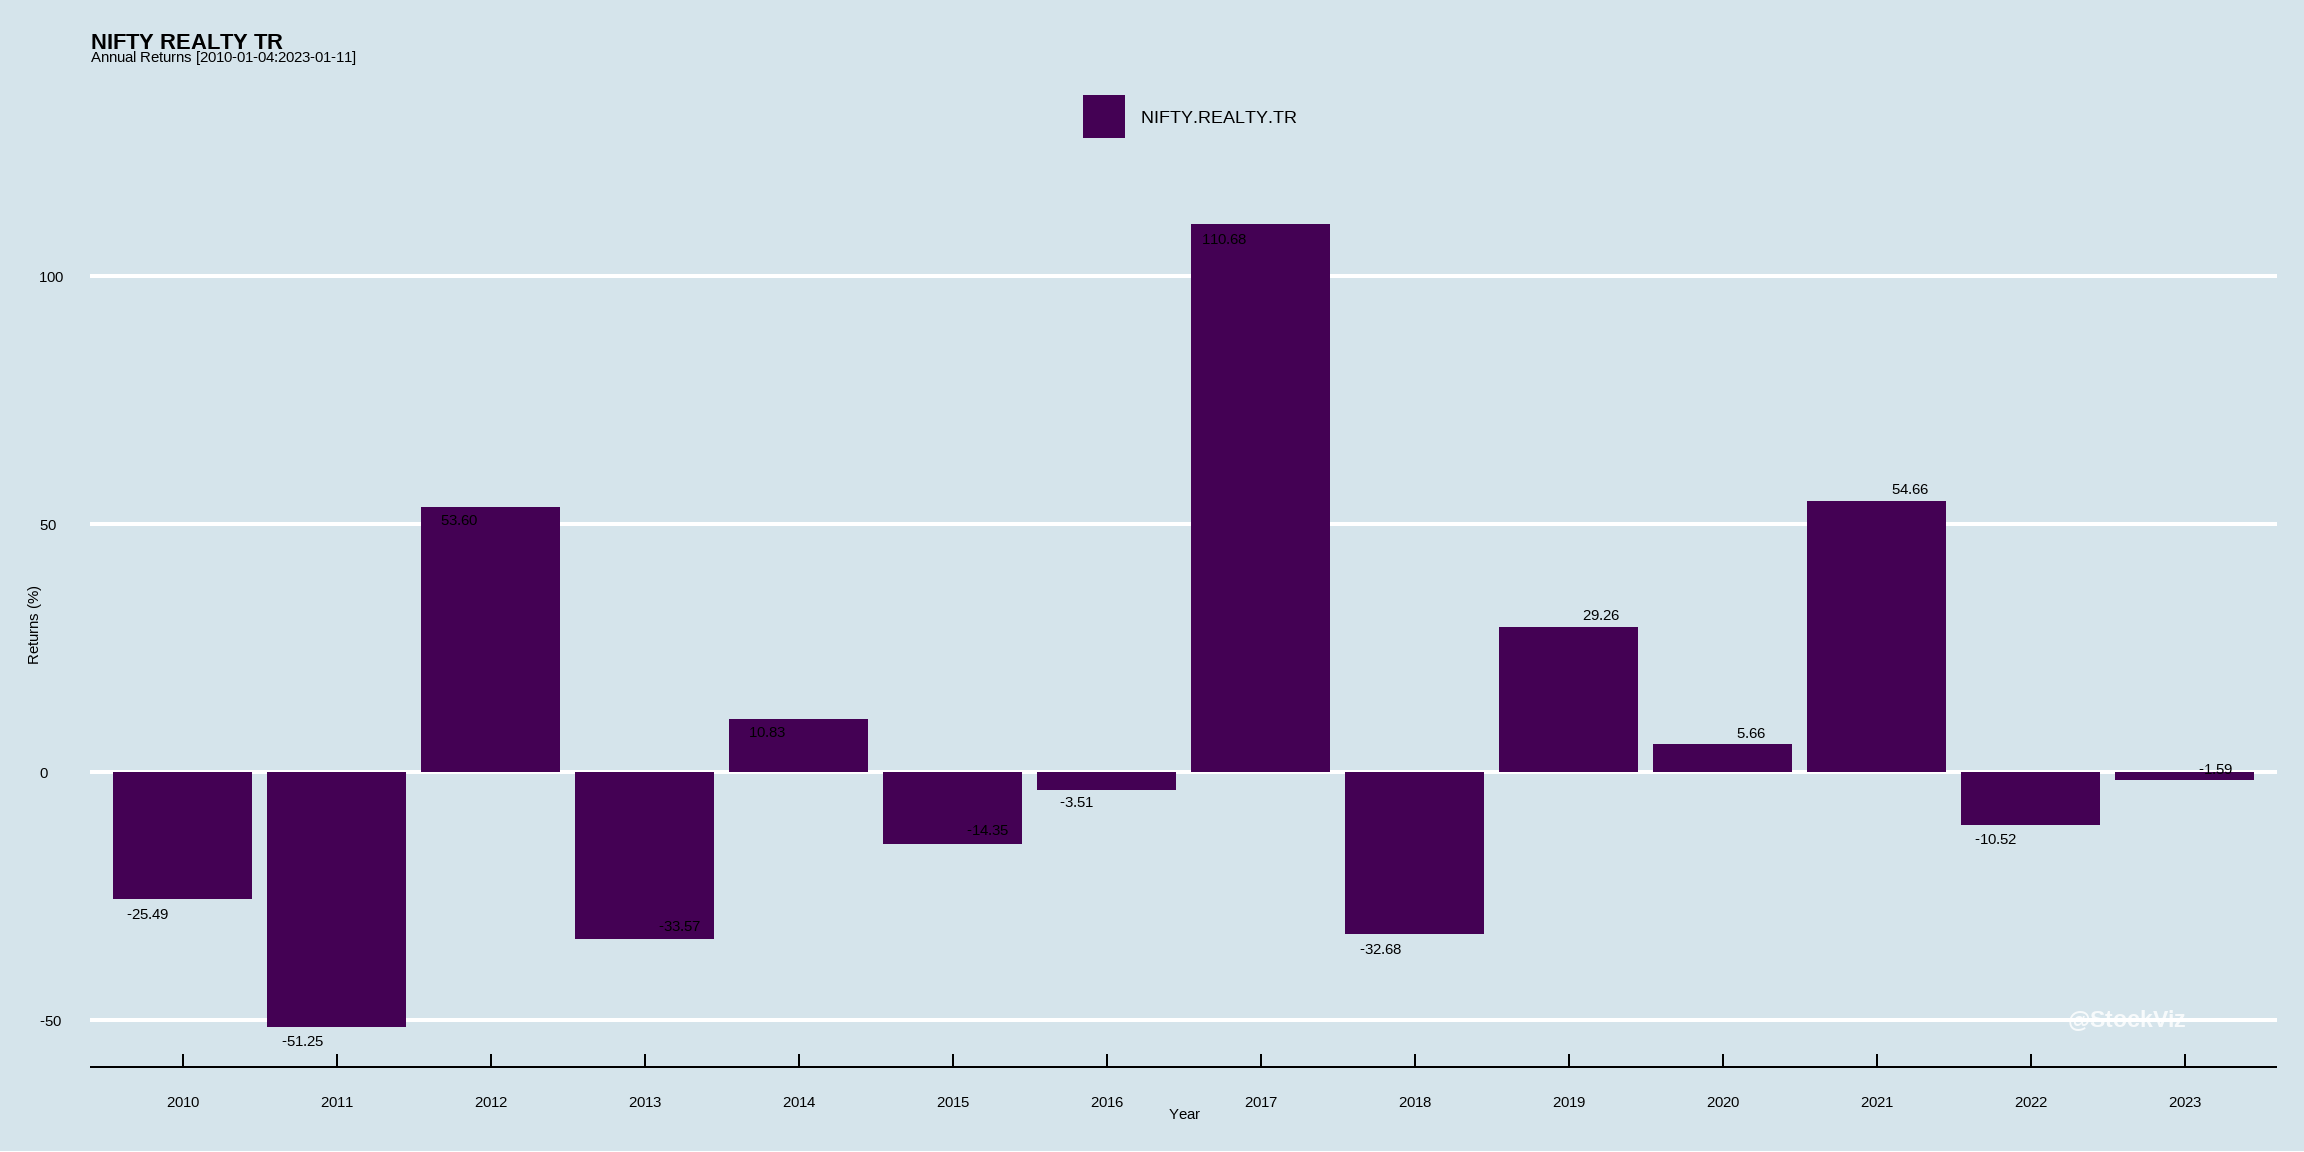 NIFTY REALTY TR
Annual Returns [2010-01-04:2023-01-11]
NIFTY.REALTY.TR
110.68
100
54.66
53.60
50
29.26
Returns (%)
10.83
5.66
0
-1.59
-3.51
-14.35
-10.52
-25.49
-33.57
-32.68
-50
@StockViz
-51.25
2010 2011 2012 2013 2014 2015 2016 2017 2018 2019 2020 2021 2022 2023
Year